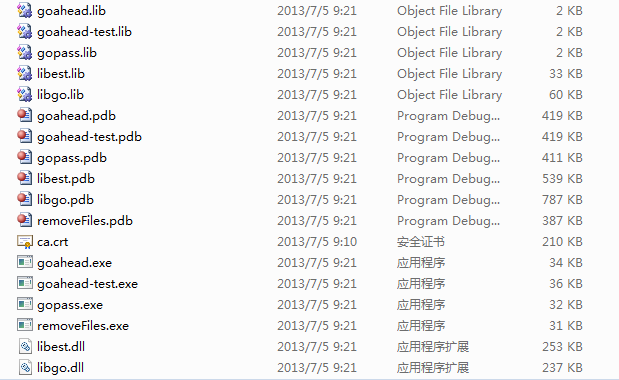 goahead.lib 2013/7/5 9:21 Object File Library 2 KB
goahead-test.lib 2013/7/5 9:21 Object File Library 2 KB
gopass.lib 2013/7/5 9:21 Object File Library 2 KB
libest.lib 2013/7/5 9:21 Object File Library 33 KB
libgo.lib 2013/7/5 9:21 Object File Library 60 KB
goahead.pdb 2013/7/5 9:21 Program Debug... 419 KB
goahead-test.pdb 2013/7/5 9:21 Program Debug... 419 KB
gopass.pdb 2013/7/5 9:21 Program Debug... 411 KB
libest.pdb 2013/7/5 9:21 Program Debug... 539 KB
libgo.pdb 2013/7/5 9:21 Program Debug... 787 KB
removeFiles.pdb 2013/7/5 9:21 Program Debug... 387 KB
ca.crt 2013/7/5 9:10 安全证书 210 KB
goahead.exe 2013/7/5 9:21 应用程序 34 KB
goahead-test.exe 2013/7/5 9:21 应用程序 36 KB
gopass.exe 2013/7/5 9:21 应用程序 32 KB
removeFiles.exe 2013/7/5 9:21 应用程序 31 KB
libest.dll 2013/7/5 9:21 应用程序扩展 253 KB
libgo.dll 2013/7/5 9:21 应用程序扩展 237 KB